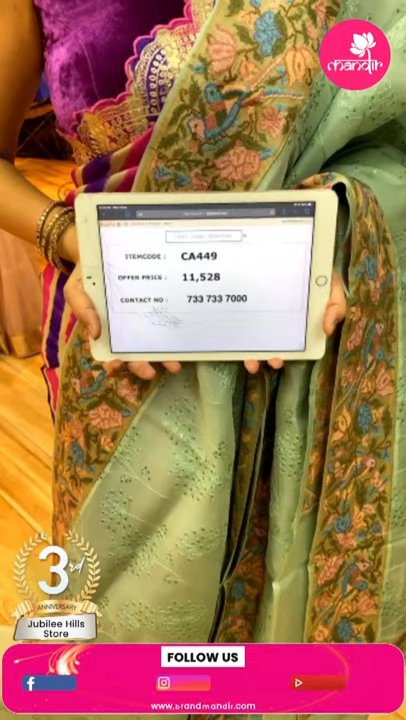 mandir
ITEMCODE : CA449
OFFER PRICE : 11,528
CONTACT NO : 733 733 7000
3rd
ANNIVERSARY
Jubilee Hills
Store
FOLLOW US
www.brandmandir.com